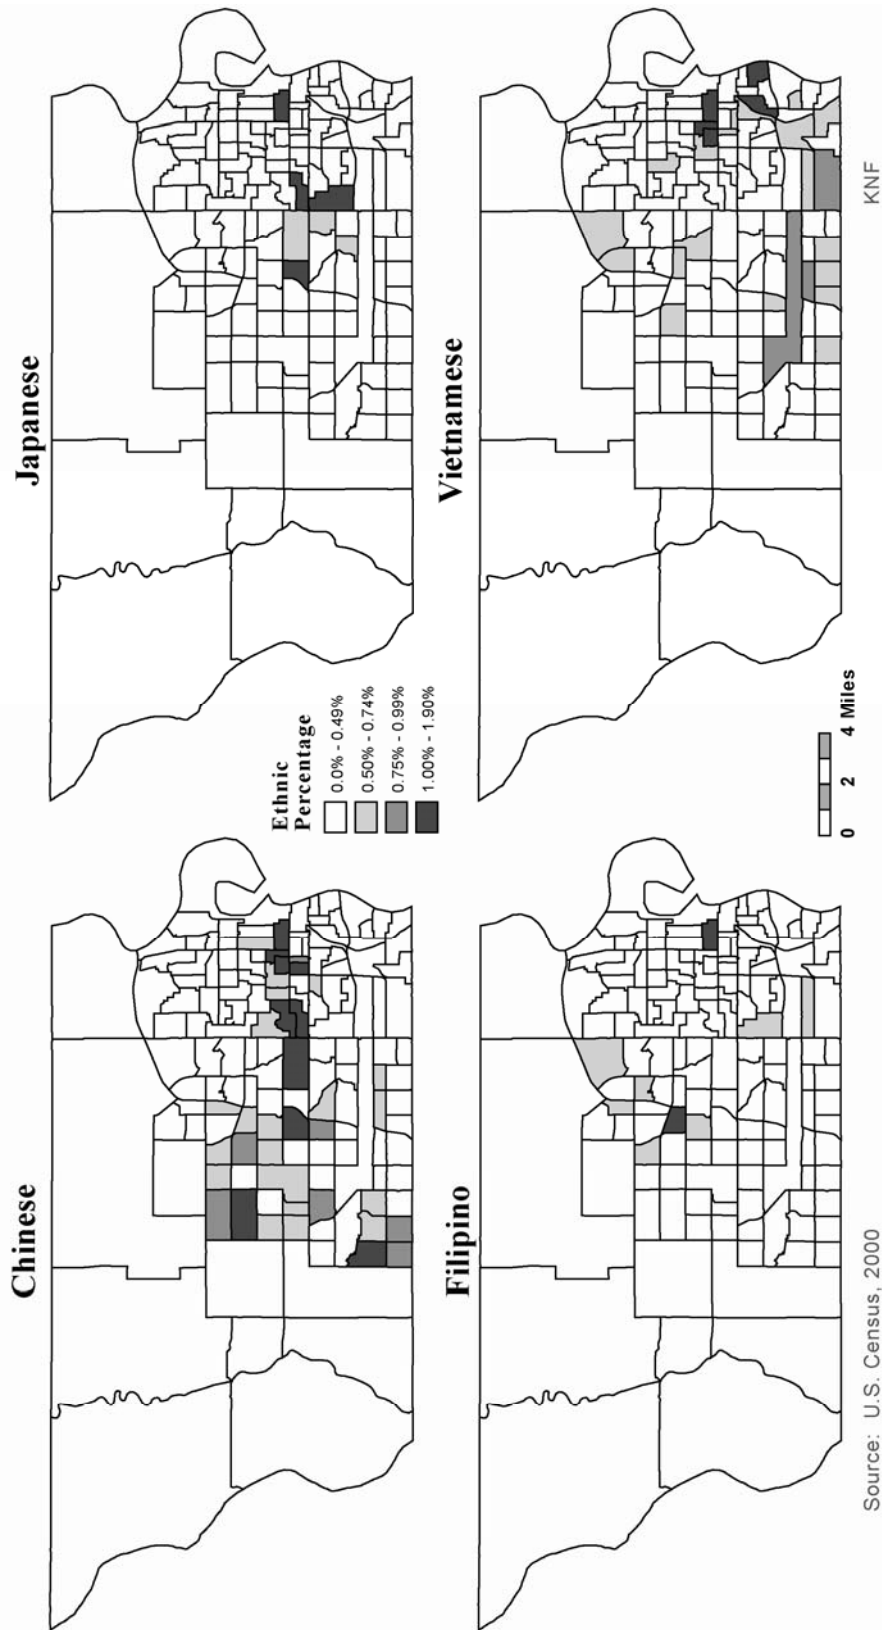 Chinese
Japanese
Ethnic
Percentage
0.0% - 0.49%
0.50% - 0.74%
0.75% - 0.99%
1.00% - 1.90%
Filipino
Vietnamese
0 2 4 Miles
Source: U.S. Census, 2000
KNF